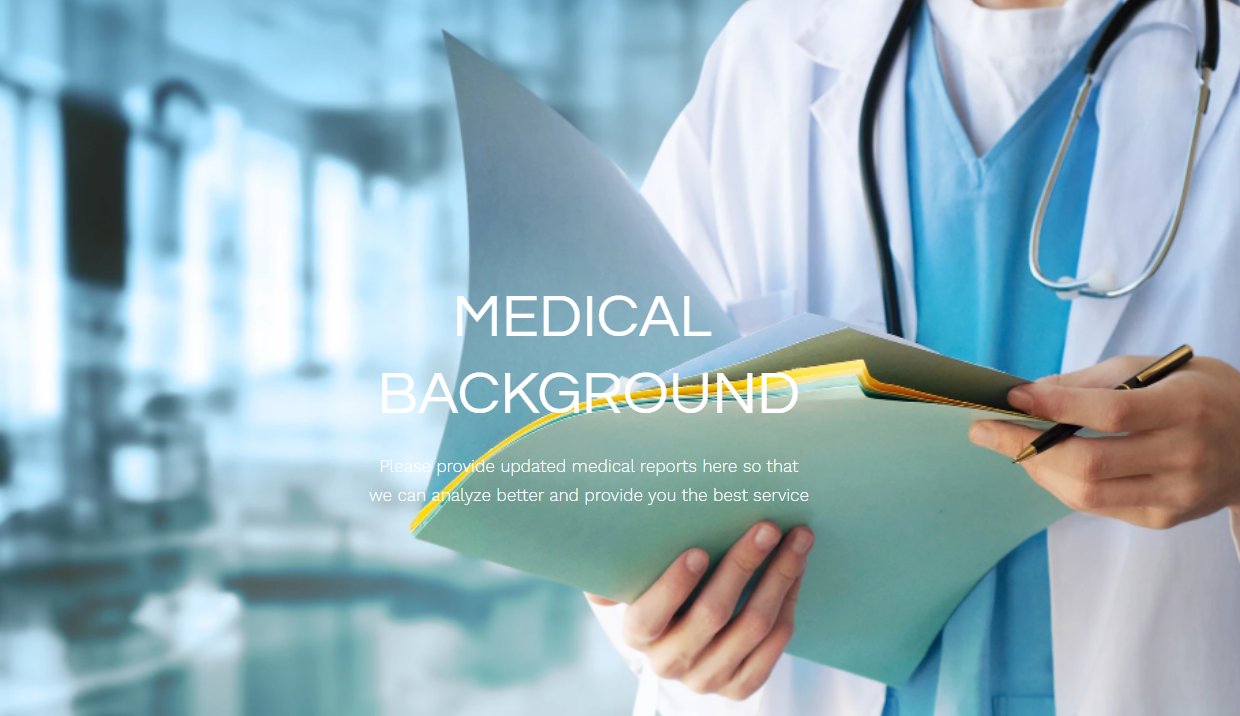 MEDICAL
BACKGROUND
Please provide updated medical reports here so that
we can analyze better and provide you the best service